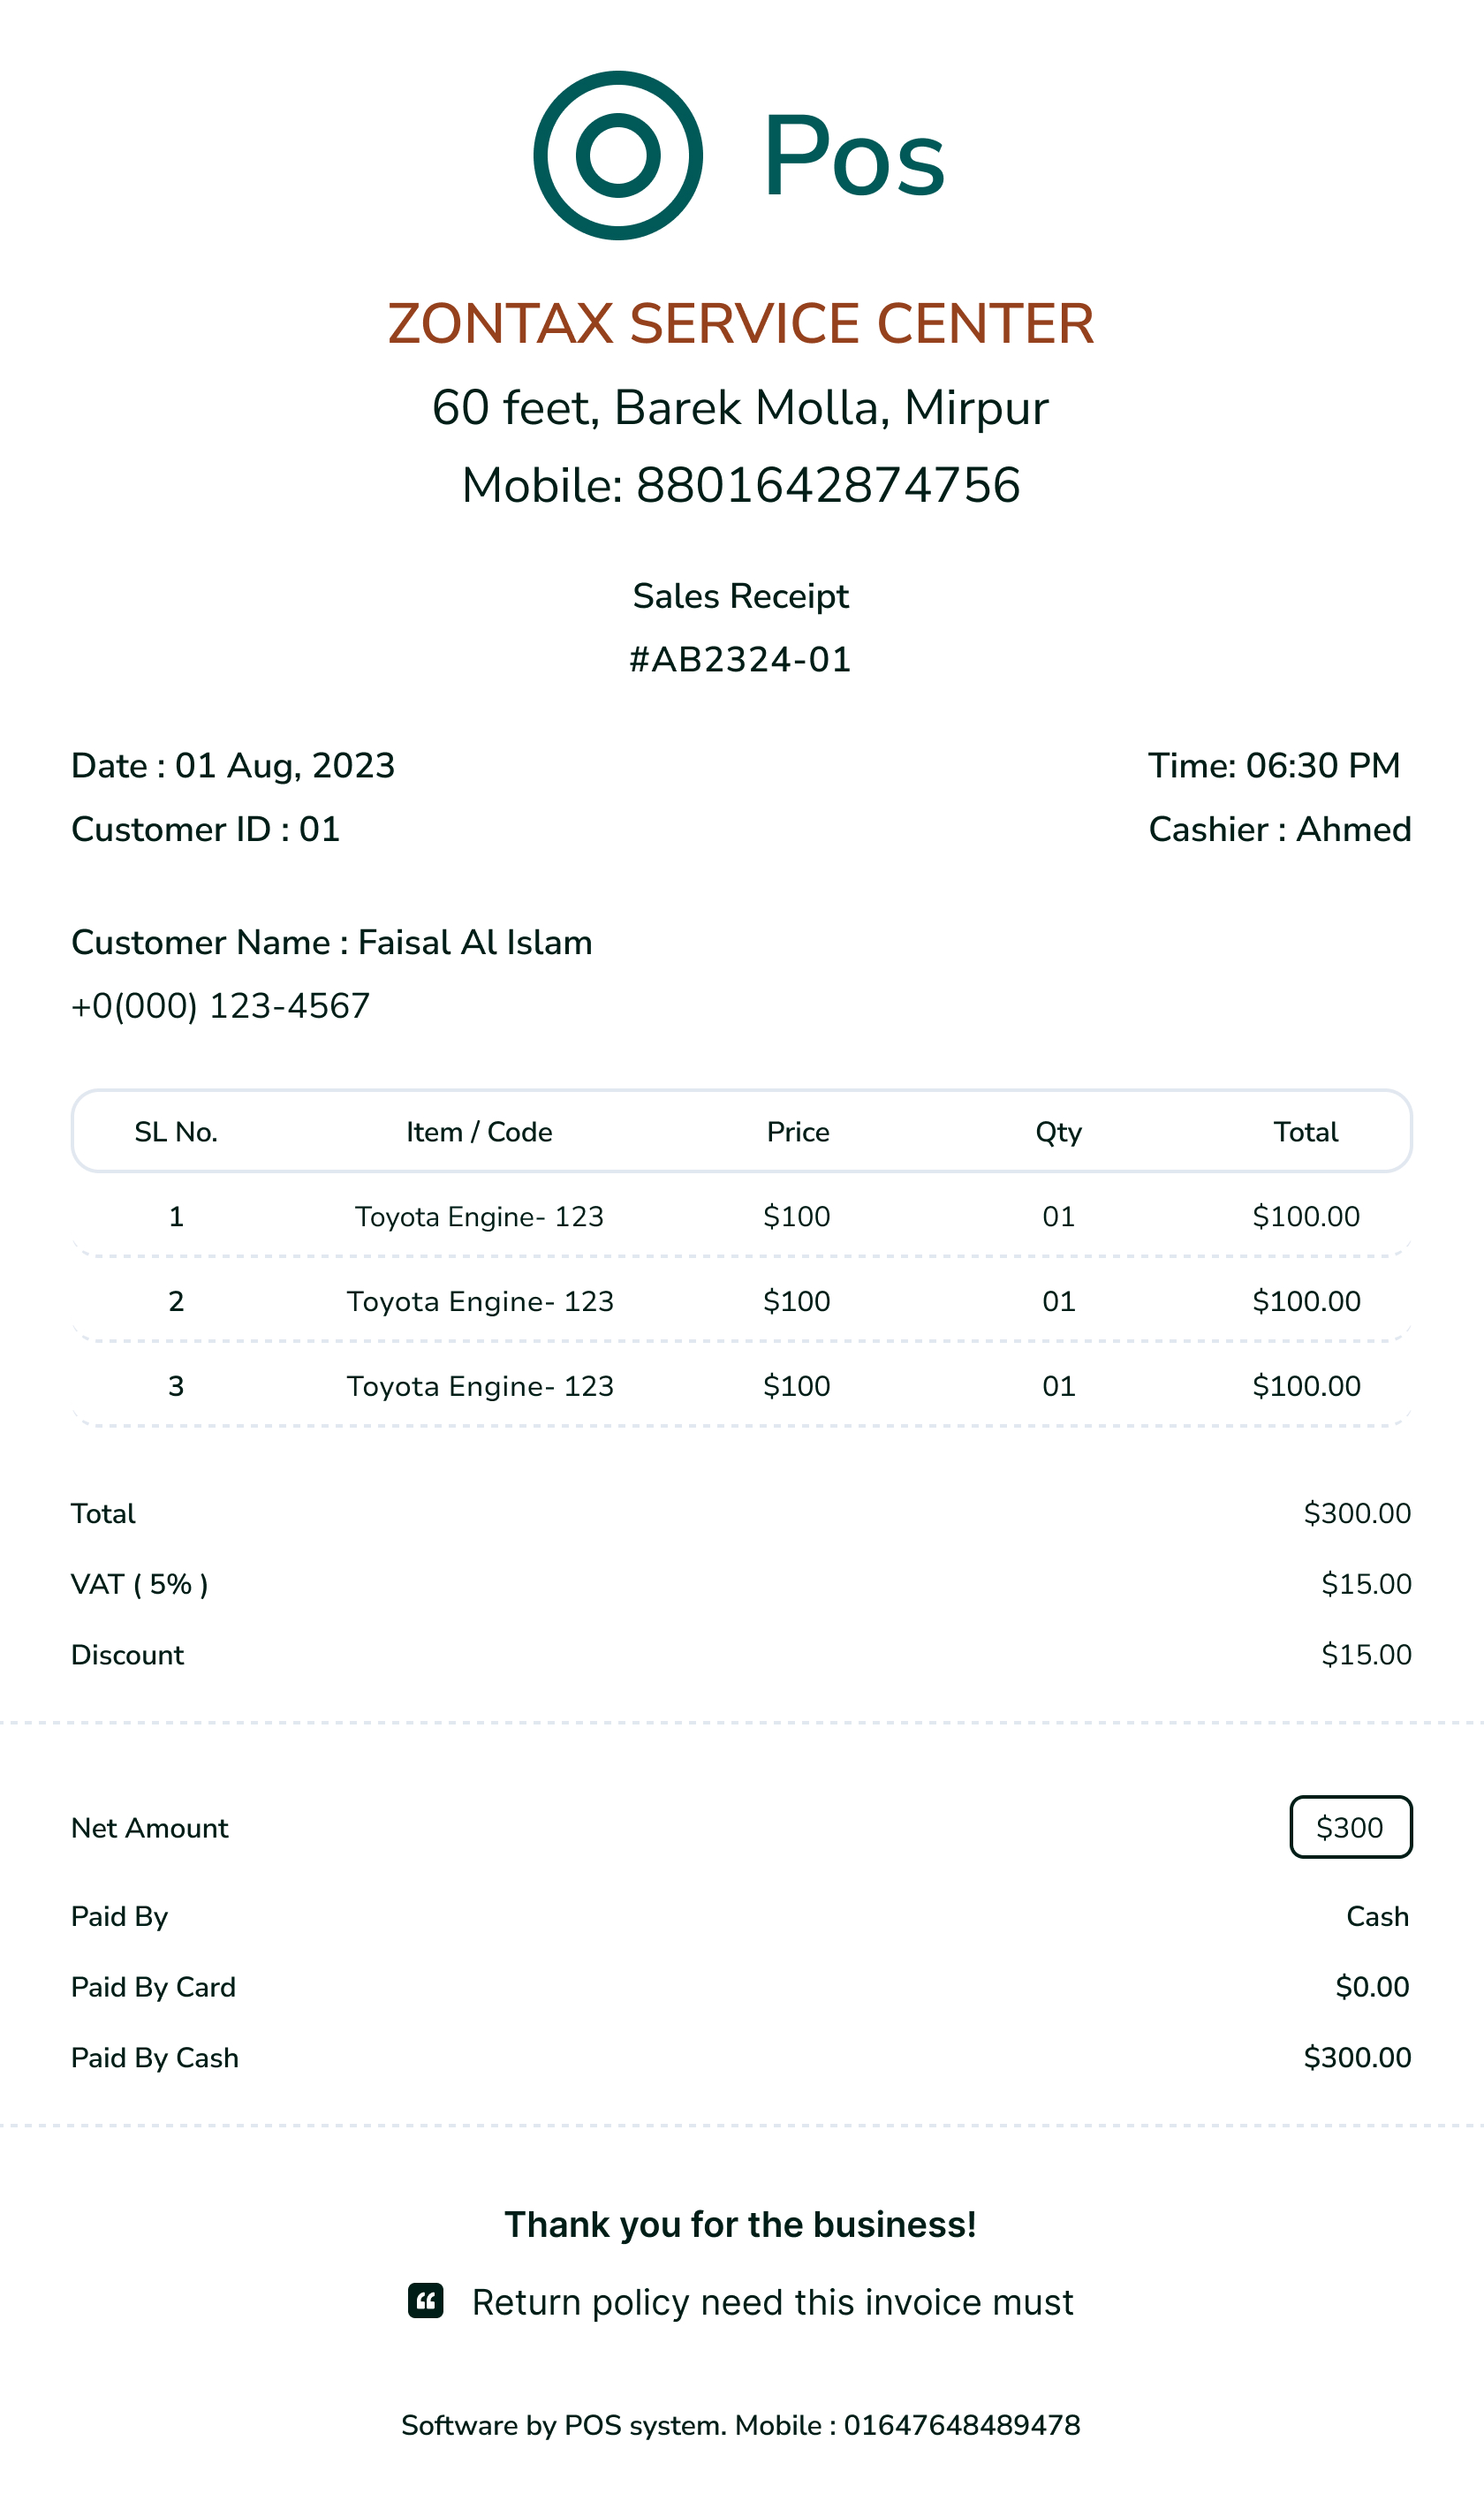 Pos
ZONTAX SERVICE CENTER
60 feet, Barek Molla, Mirpur
Mobile: 8801642874756
Sales Receipt
#AB2324-01
Date : 01 Aug, 2023 Time: 06:30 PM
Customer ID : 01 Cashier : Ahmed
Customer Name : Faisal Al Islam
+0(000) 123-4567
SL No. Item / Code Price Qty Total
1 Toyota Engine- 123 $100 01 $100.00
2 Toyota Engine- 123 $100 01 $100.00
3 Toyota Engine- 123 $100 01 $100.00
Total $300.00
VAT ( 5% ) $15.00
Discount $15.00
Net Amount $300
Paid By Cash
Paid By Card $0.00
Paid By Cash $300.00
Thank you for the business!
Return policy need this invoice must
Software by POS system. Mobile : 01647648489478